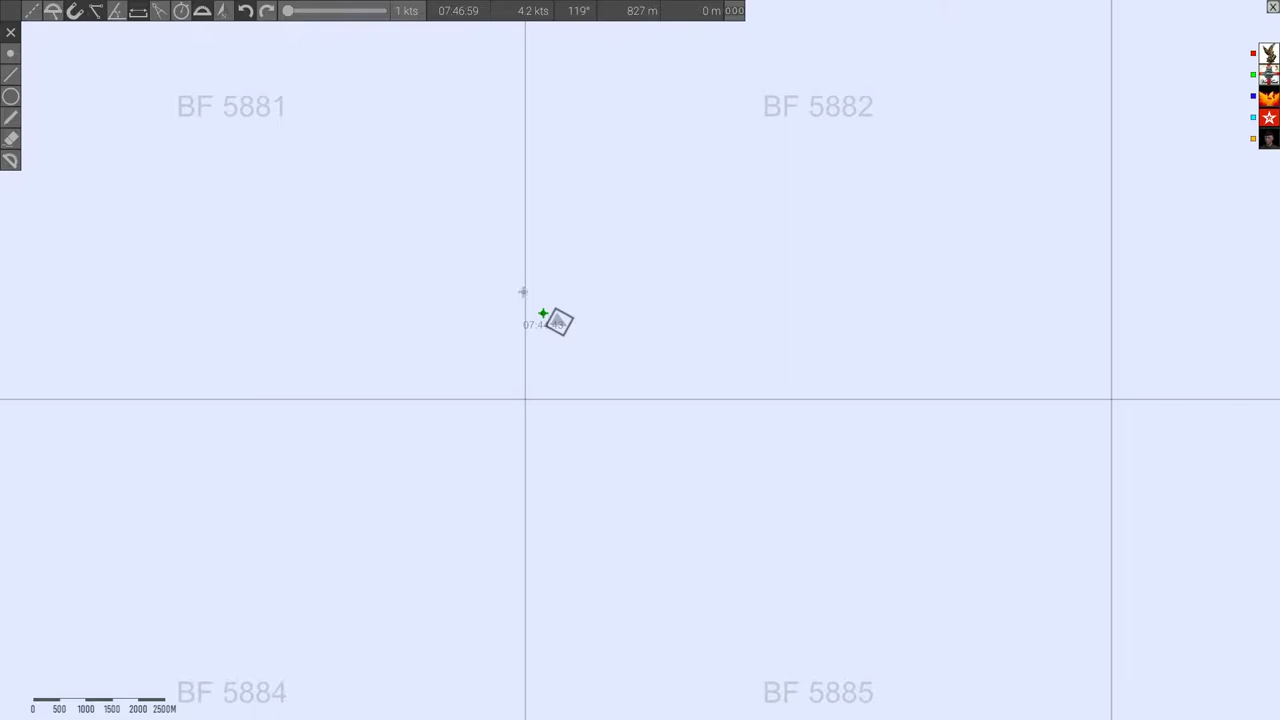 1 kts 07:46:59 4.2 kts 119° 827 m 0 m 000
BF 5881 BF 5882
BF 5884 BF 5885
0 500 1000 1500 2000 2500M